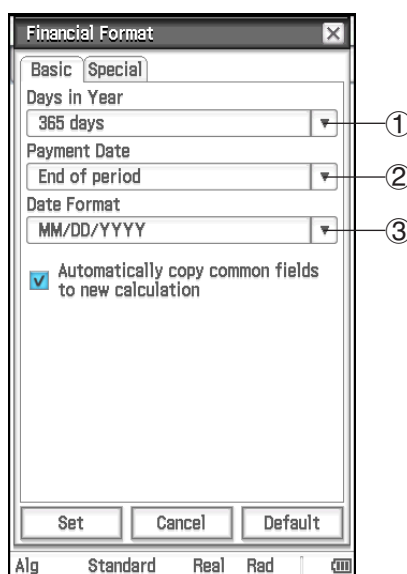 Financial Format
Basic Special
Days in Year
365 days
①
Payment Date
End of period
②
Date Format
MM/DD/YYYY
③
Automatically copy common fields
to new calculation
Set Cancel Default
Alg Standard Real Rad